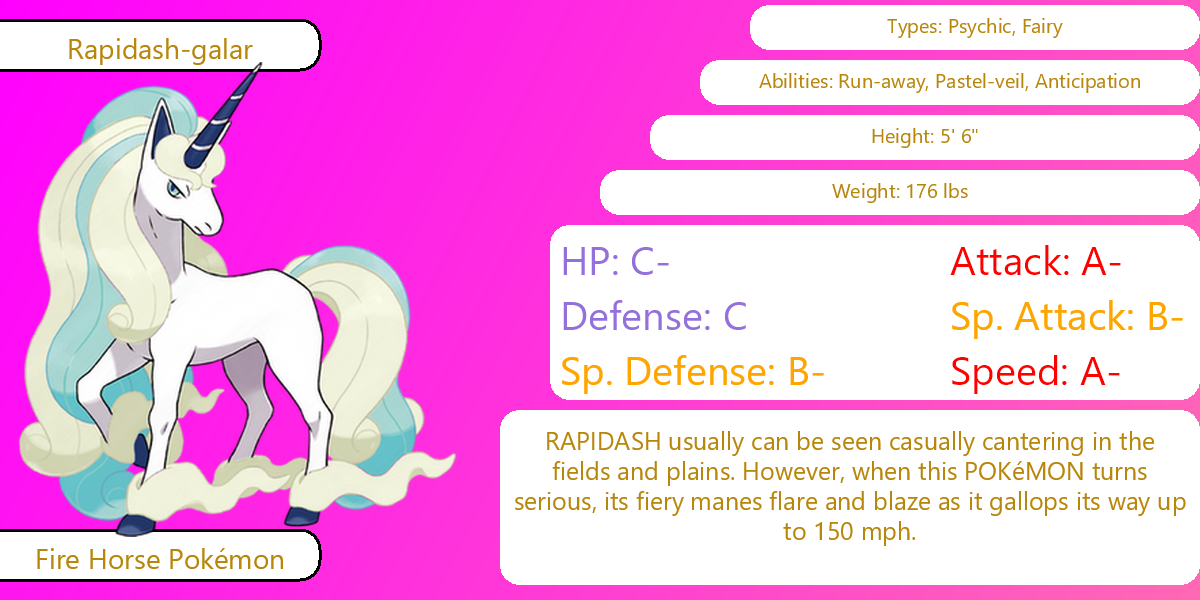 Rapidash-galar
Types: Psychic, Fairy
Abilities: Run-away, Pastel-veil, Anticipation
Height: 5' 6"
Weight: 176 lbs
HP: C-
Attack: A-
Defense: C
Sp. Attack: B-
Sp. Defense: B-
Speed: A-
RAPIDASH usually can be seen casually cantering in the
fields and plains. However, when this POKéMON turns
serious, its fiery manes flare and blaze as it gallops its way up
to 150 mph.
Fire Horse Pokémon